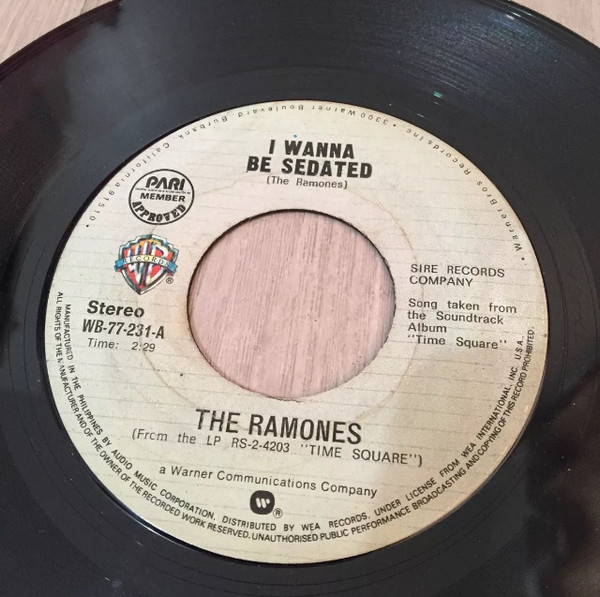 • Warner Bros Records Inc. • 3300 Warner Boulevard, Burbank, California 91510 •
I WANNA
BE SEDATED
(The Ramones)
PARI
MEMBER
APPROVED
RECORDS
®
SIRE RECORDS
COMPANY
Stereo
WB-77-231-A
Time: 2:29
Song taken from
the Soundtrack
Album
"Time Square"
THE RAMONES
(From the LP RS-2-4203 "TIME SQUARE")
a Warner Communications Company
®
MANUFACTURED IN THE PHILIPPINES BY AUDIO MUSIC CORPORATION, DISTRIBUTED BY WEA RECORDS, UNDER LICENSE FROM WEA INTERNATIONAL, INC. U.S.A.
ALL RIGHTS OF THE MANUFACTURER AND OF THE OWNER OF THE RECORDED WORK RESERVED. UNAUTHORISED PUBLIC PERFORMANCE BROADCASTING AND COPYING OF THIS RECORD PROHIBITED.